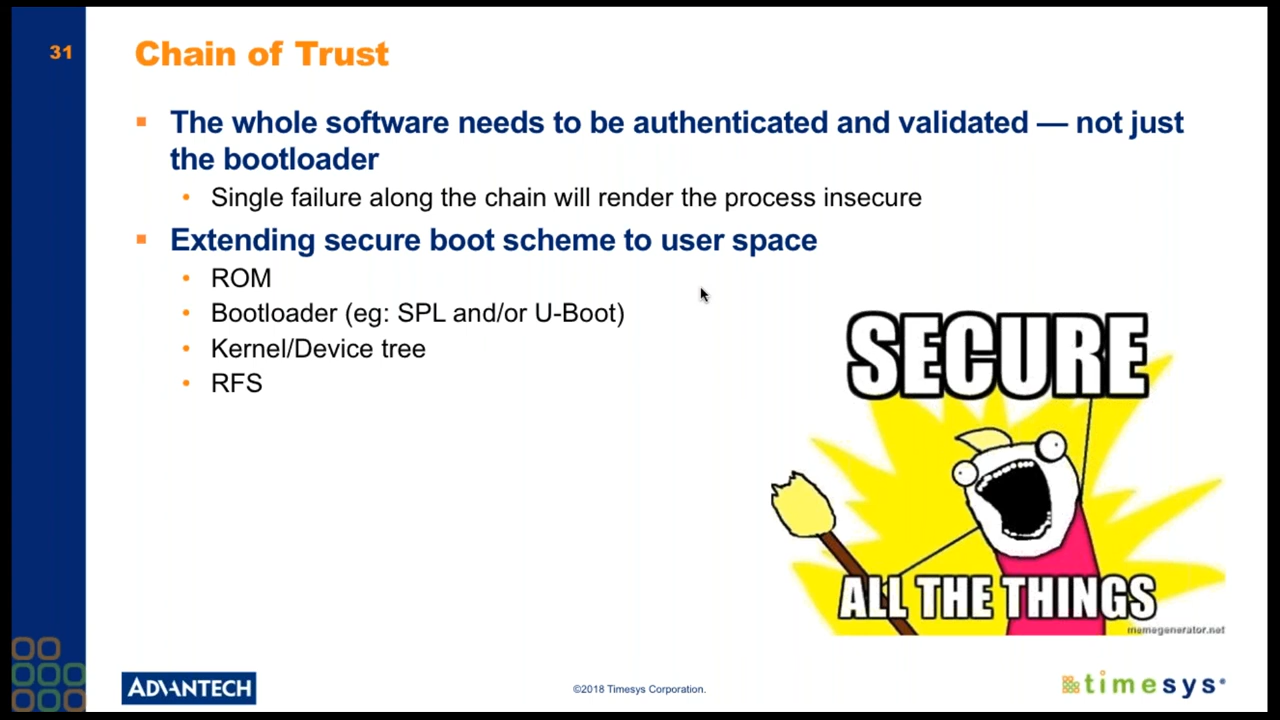 31
Chain of Trust
The whole software needs to be authenticated and validated — not just
the bootloader
Single failure along the chain will render the process insecure
Extending secure boot scheme to user space
ROM
Bootloader (eg: SPL and/or U-Boot)
Kernel/Device tree
RFS
SECURE
ALL THE THINGS
memegenerator.net
ADVANTECH
©2018 Timesys Corporation.
timesys®